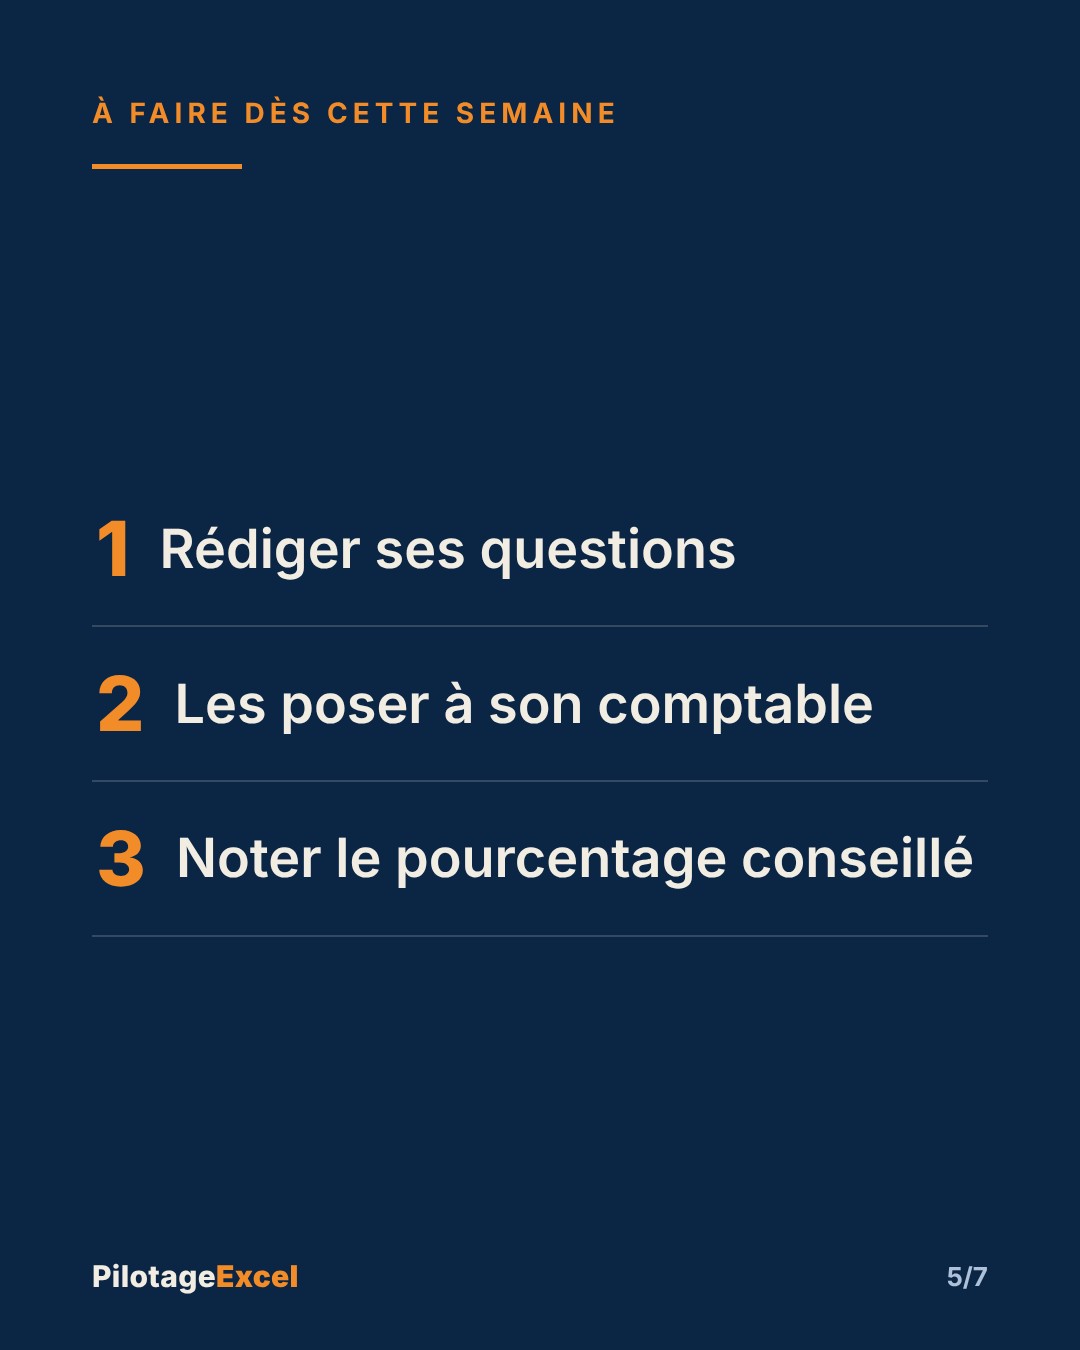 À FAIRE DÈS CETTE SEMAINE
1 Rédiger ses questions
2 Les poser à son comptable
3 Noter le pourcentage conseillé
PilotageExcel
5/7